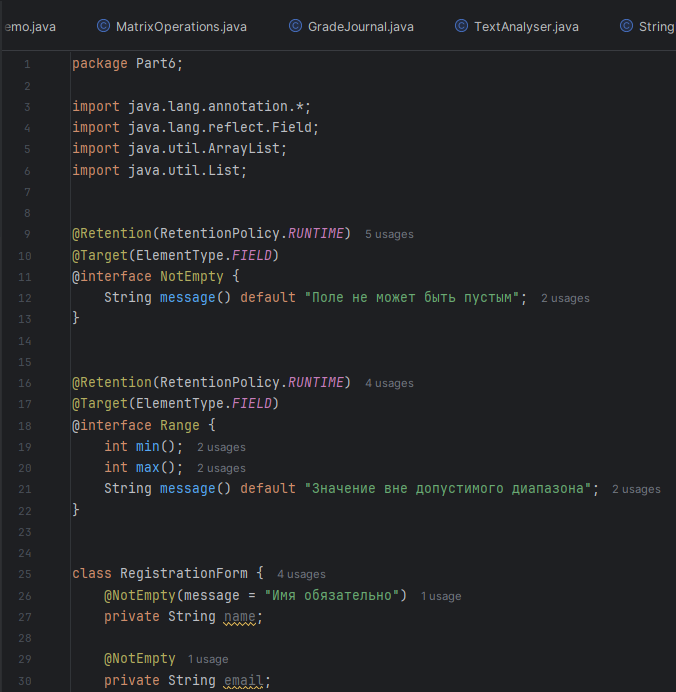 emo.java MatrixOperations.java GradeJournal.java TextAnalyser.java String
1 package Part6;
2
3 import java.lang.annotation.*;
4 import java.lang.reflect.Field;
5 import java.util.ArrayList;
6 import java.util.List;
7
8
9 @Retention(RetentionPolicy.RUNTIME) 5 usages
10 @Target(ElementType.FIELD)
11 @interface NotEmpty {
12 String message() default "Поле не может быть пустым"; 2 usages
13 }
14
15
16 @Retention(RetentionPolicy.RUNTIME) 4 usages
17 @Target(ElementType.FIELD)
18 @interface Range {
19 int min(); 2 usages
20 int max(); 2 usages
21 String message() default "Значение вне допустимого диапазона"; 2 usages
22 }
23
24
25 class RegistrationForm { 4 usages
26 @NotEmpty(message = "Имя обязательно") 1 usage
27 private String name;
28
29 @NotEmpty 1 usage
30 private String email;